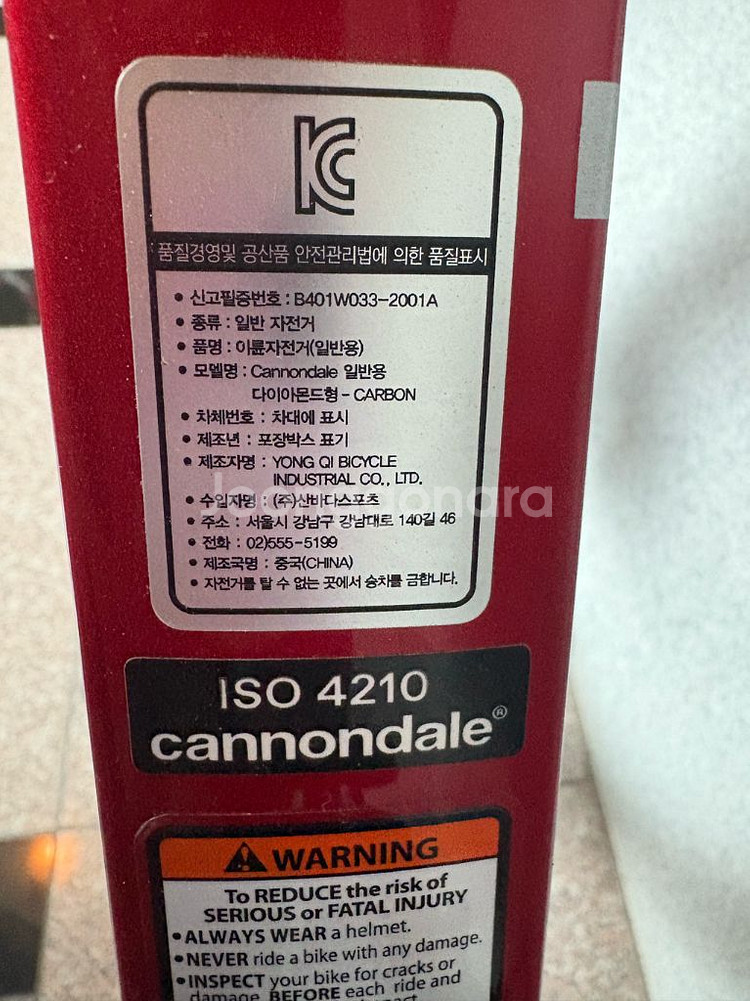 KC
품질경영및 공산품 안전관리법에 의한 품질표시
• 신고필증번호 : B401W033-2001A
• 종류 : 일반 자전거
• 품명 : 이륜자전거(일반용)
• 모델명 : Cannondale 일반용
다이아몬드형 - CARBON
• 차체번호 : 차대에 표시
• 제조년 : 포장박스 표기
• 제조자명 : YONG QI BICYCLE
INDUSTRIAL CO., LTD.
• 수입자명 : (주)산바다스포츠
• 주소 : 서울시 강남구 강남대로 140길 46
• 전화 : 02)555-5199
• 제조국명 : 중국(CHINA)
• 자전거를 탈 수 없는 곳에서 승차를 금합니다.
Joongonara
ISO 4210
cannondale®
WARNING
To REDUCE the risk of
SERIOUS or FATAL INJURY
•ALWAYS WEAR a helmet.
•NEVER ride a bike with any damage.
•INSPECT your bike for cracks or
damage BEFORE each ride and